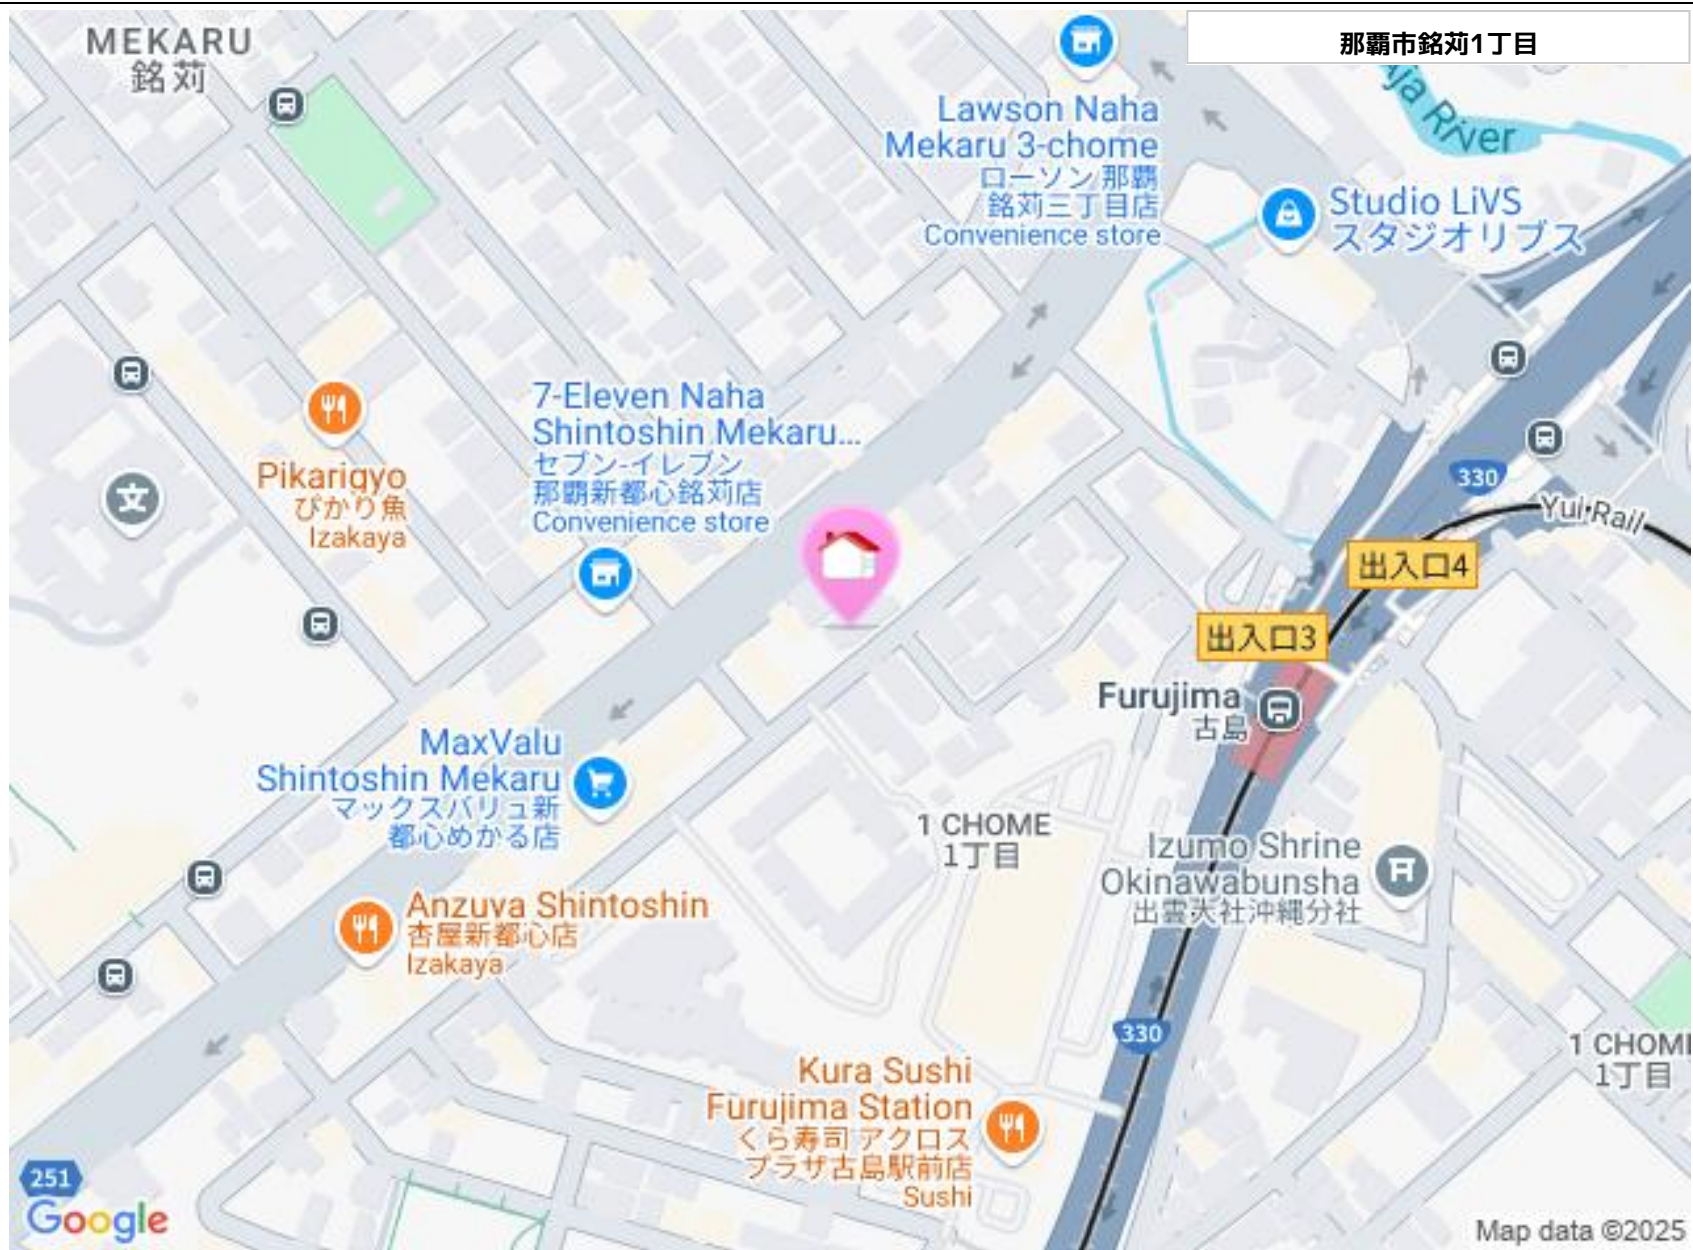 那覇市銘苅1丁目
MEKARU
銘苅
Lawson Naha
Mekaru 3-chome
ローソン 那覇
銘苅三丁目店
Convenience store
Aja River
Studio LiVS
スタジオリブス
7-Eleven Naha
Shintoshin Mekaru...
セブン-イレブン
那覇新都心銘苅店
Convenience store
Pikarigyo
ぴかり魚
Izakaya
文
330
Yui Rail
出入口4
出入口3
Furujima
古島
MaxValu
Shintoshin Mekaru
マックスバリュ新
都心めかる店
1 CHOME
1丁目
Izumo Shrine
Okinawabunsha
出雲大社沖縄分社
Anzuya Shintoshin
杏屋新都心店
Izakaya
330
1 CHOME
1丁目
Kura Sushi
Furujima Station
くら寿司 アクロス
プラザ古島駅前店
Sushi
251
Google
Map data ©2025